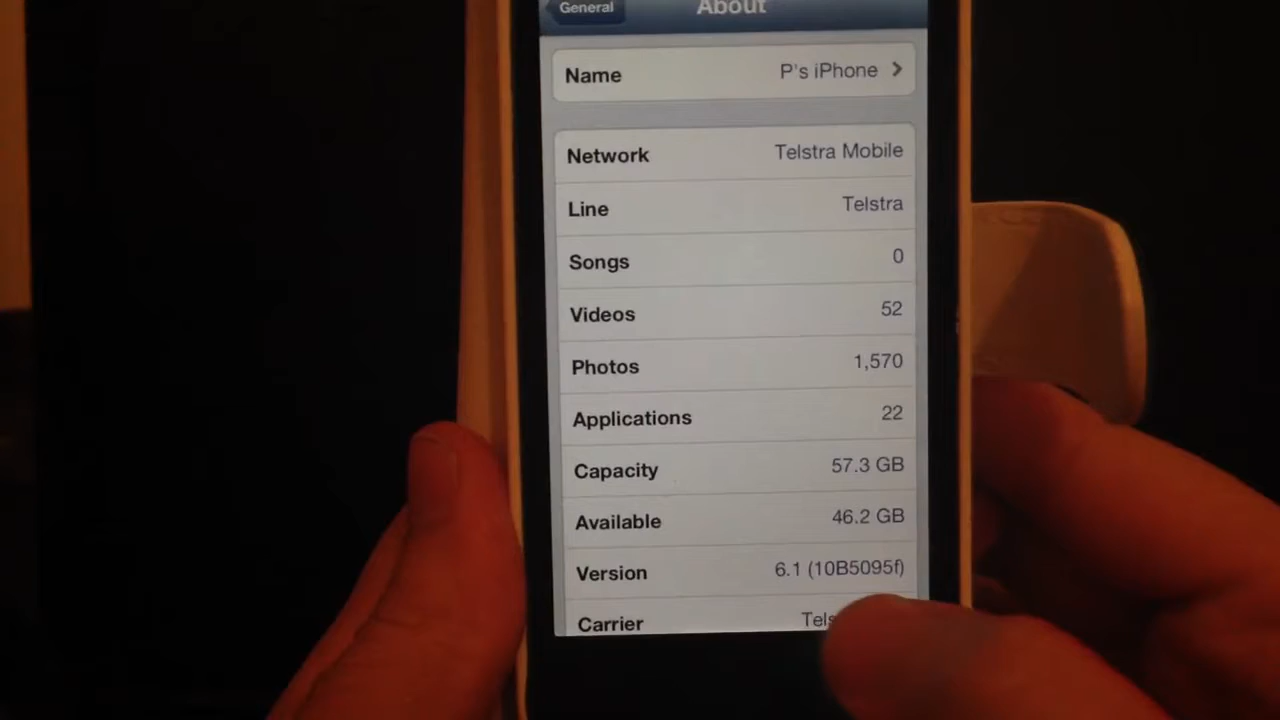 General
About
Name P's iPhone
Network Telstra Mobile
Line Telstra
Songs 0
Videos 52
Photos 1,570
Applications 22
Capacity 57.3 GB
Available 46.2 GB
Version 6.1 (10B5095f)
Carrier